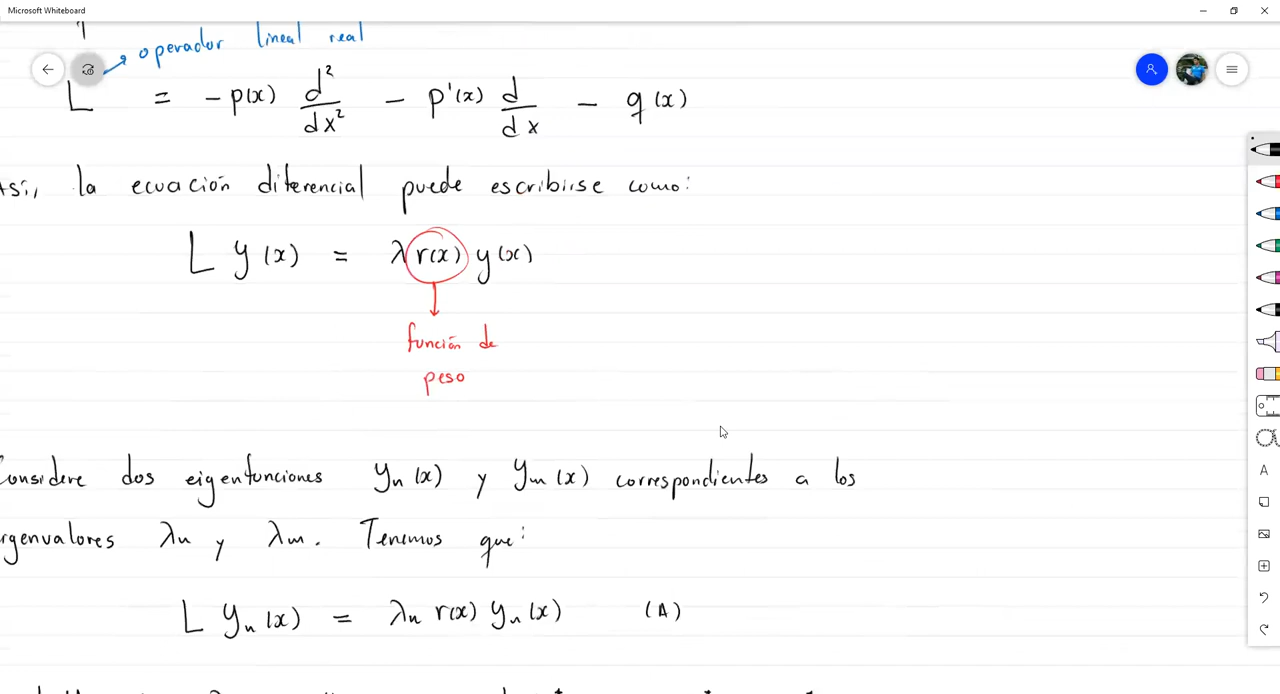 Microsoft Whiteboard
operador lineal real
L = - p(x) d²/dx² - p'(x) d/dx - q(x)
Así, la ecuación diferencial puede escribirse como:
L y(x) = λ r(x) y(x)
función de
peso
Considere dos eigenfunciones yn(x) y ym(x) correspondientes a los
eigenvalores λn y λm. Tenemos que:
L yn(x) = λn r(x) yn(x) (A)